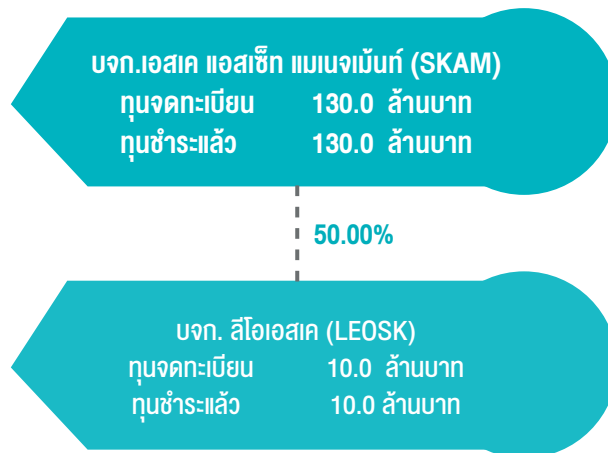 บจก.เอสเค แอสเซ็ท แมเนจเม้นท์ (SKAM)
ทุนจดทะเบียน 130.0 ล้านบาท
ทุนชำระแล้ว 130.0 ล้านบาท
50.00%
บจก. ลีโอเอสเค (LEOSK)
ทุนจดทะเบียน 10.0 ล้านบาท
ทุนชำระแล้ว 10.0 ล้านบาท